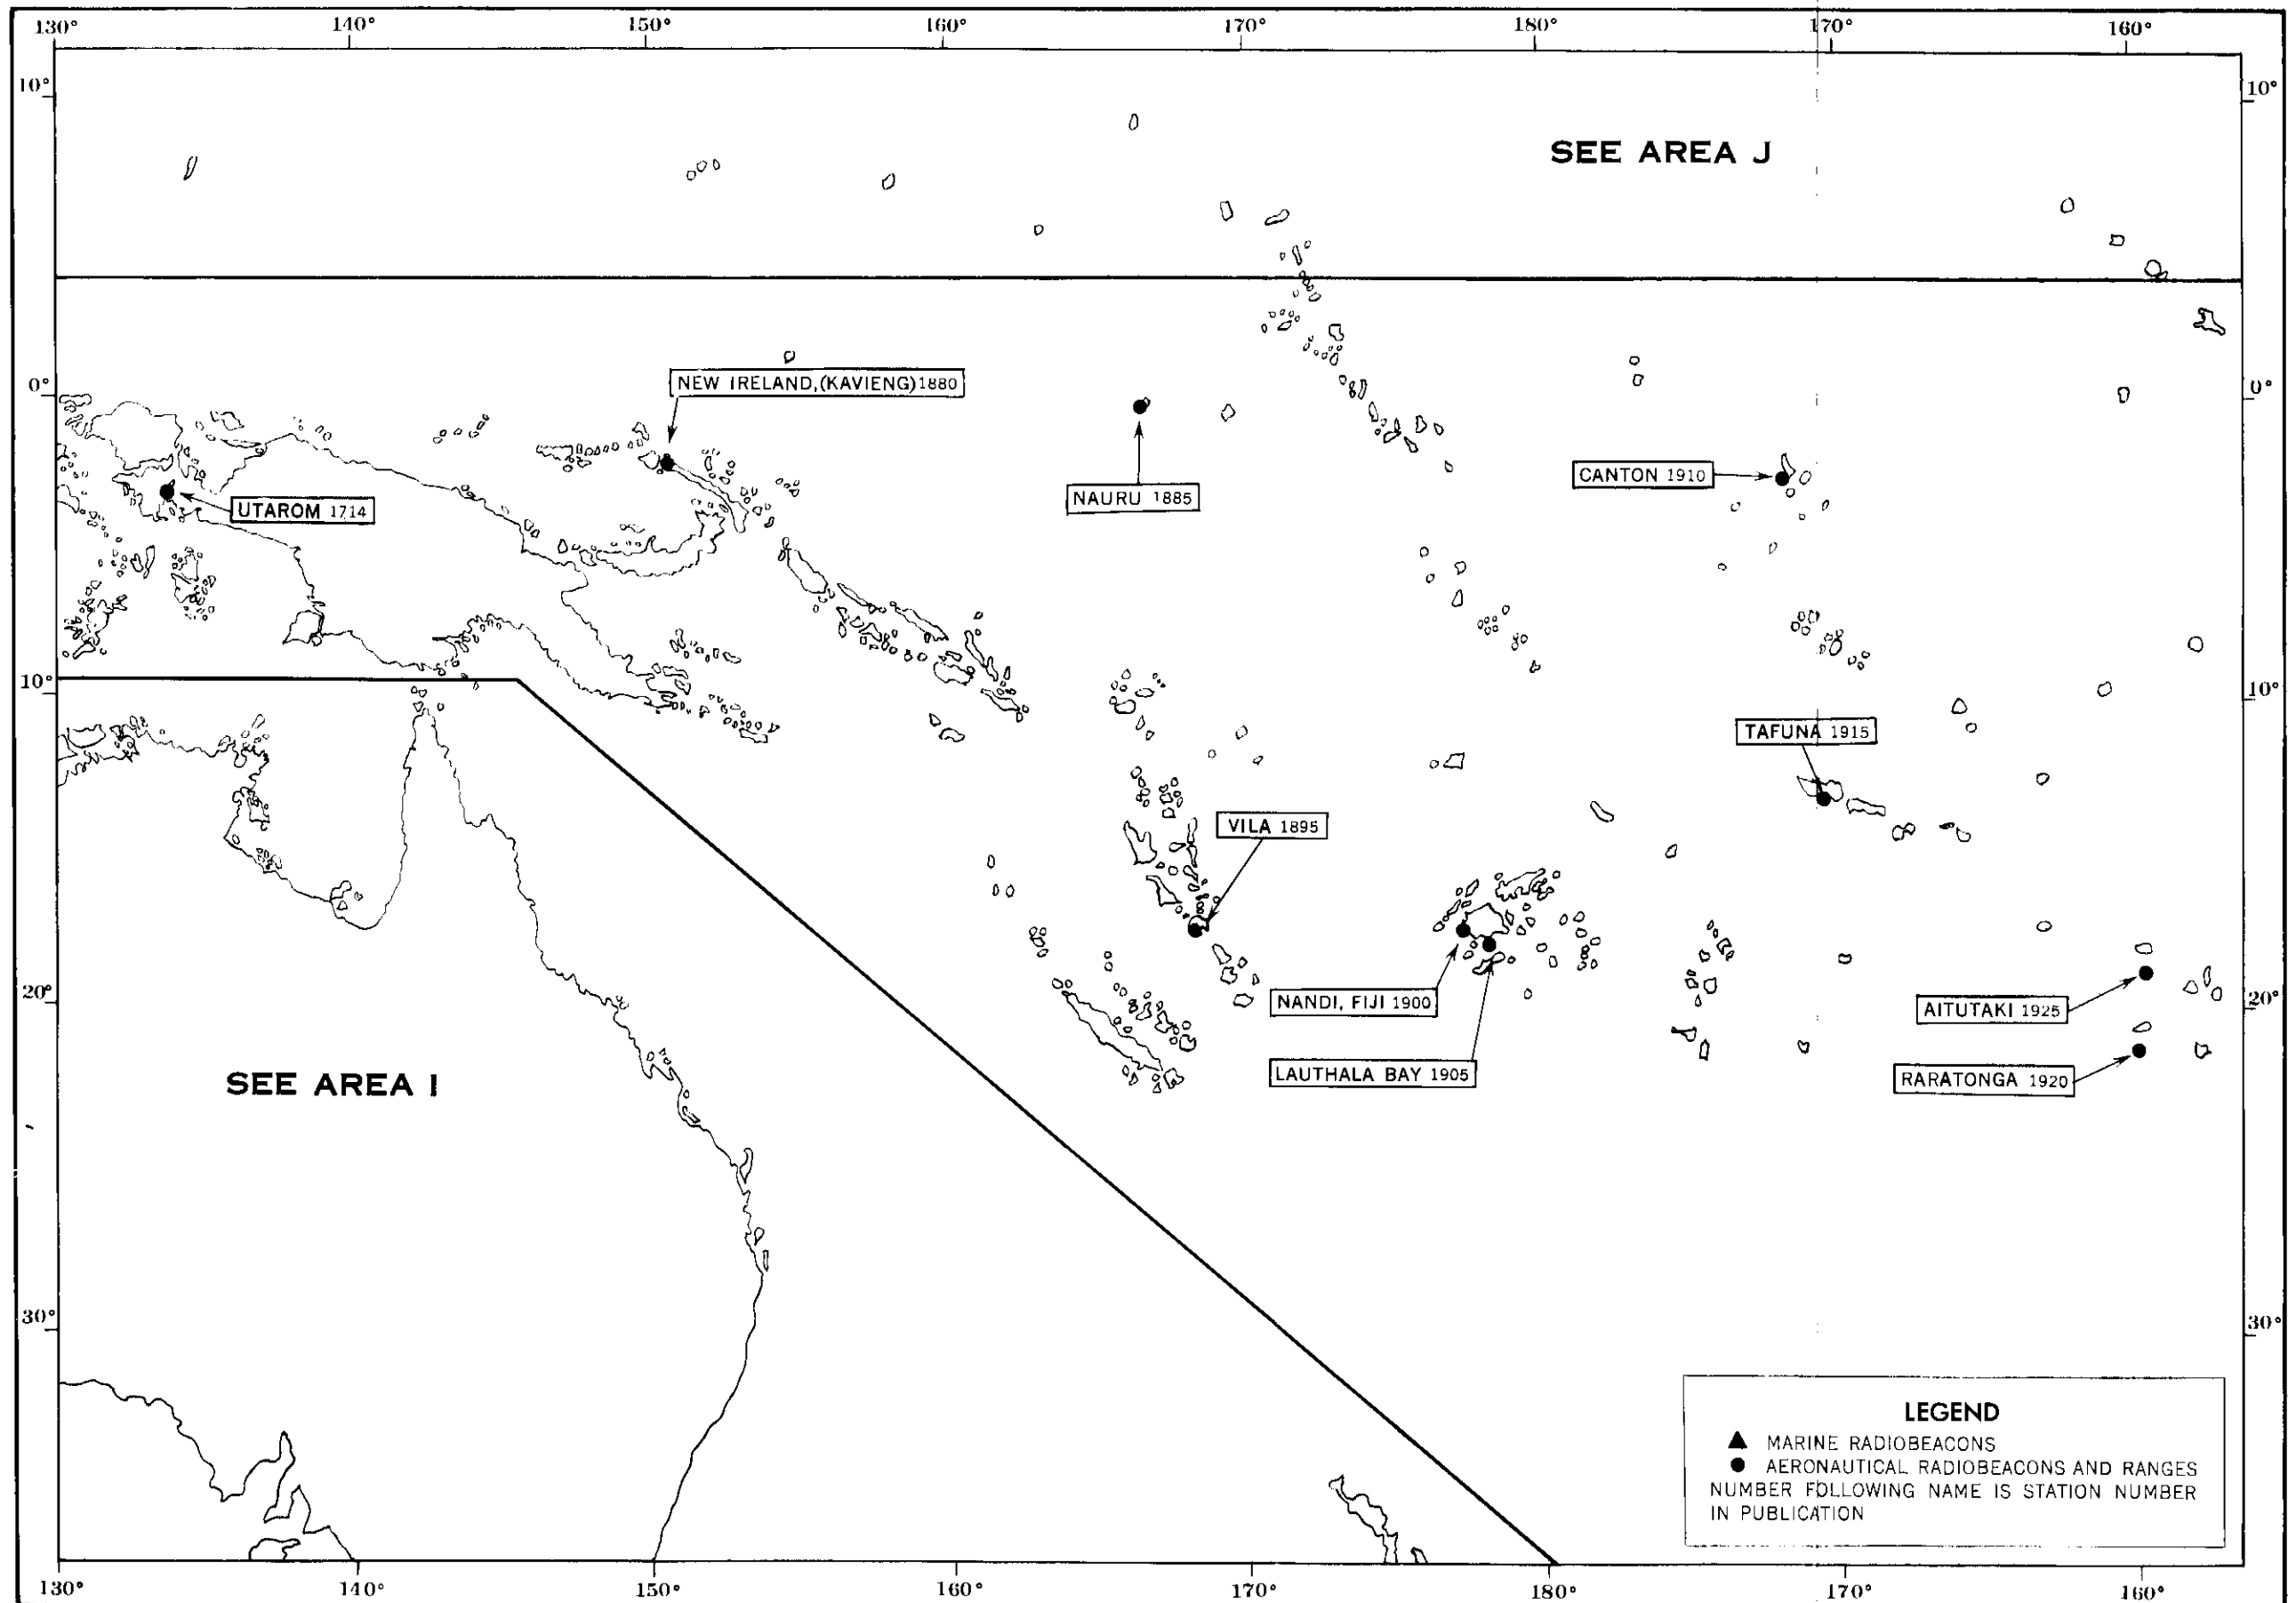 130° 140° 150° 160° 170° 180° 170° 160°
10° 10°
SEE AREA J
0° 0°
NEW IRELAND,(KAVIENG)1880
CANTON 1910
NAURU 1885
UTAROM 1714
10° 10°
TAFUNA 1915
VILA 1895
NANDI, FIJI 1900
20° 20°
AITUTAKI 1925
LAUTHALA BAY 1905
RARATONGA 1920
SEE AREA I
30° 30°
LEGEND
MARINE RADIOBEACONS
AERONAUTICAL RADIOBEACONS AND RANGES
NUMBER FOLLOWING NAME IS STATION NUMBER
IN PUBLICATION
130° 140° 150° 160° 170° 180° 170° 160°